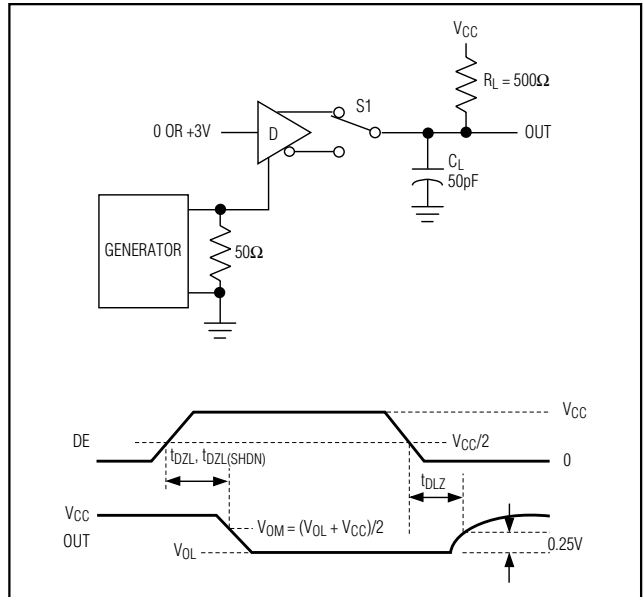 VCC
RL = 500Ω
S1
0 OR +3V
D
OUT
CL
50pF
GENERATOR
50Ω
VCC
DE
VCC/2
0
tDZL, tDZL(SHDN)
tDLZ
VCC
OUT
VOM = (VOL + VCC)/2
VOL
0.25V